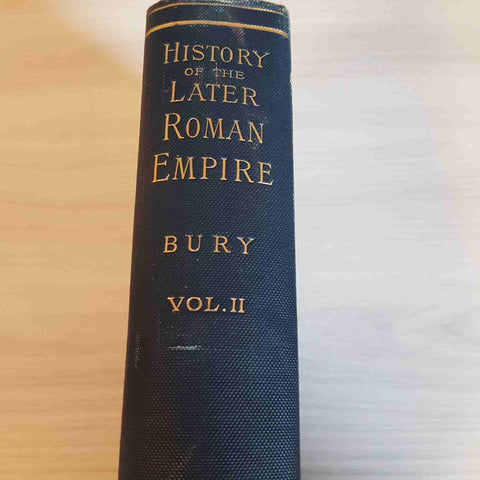 HISTORY
OF THE
LATER
ROMAN
EMPIRE
BURY
VOL. II